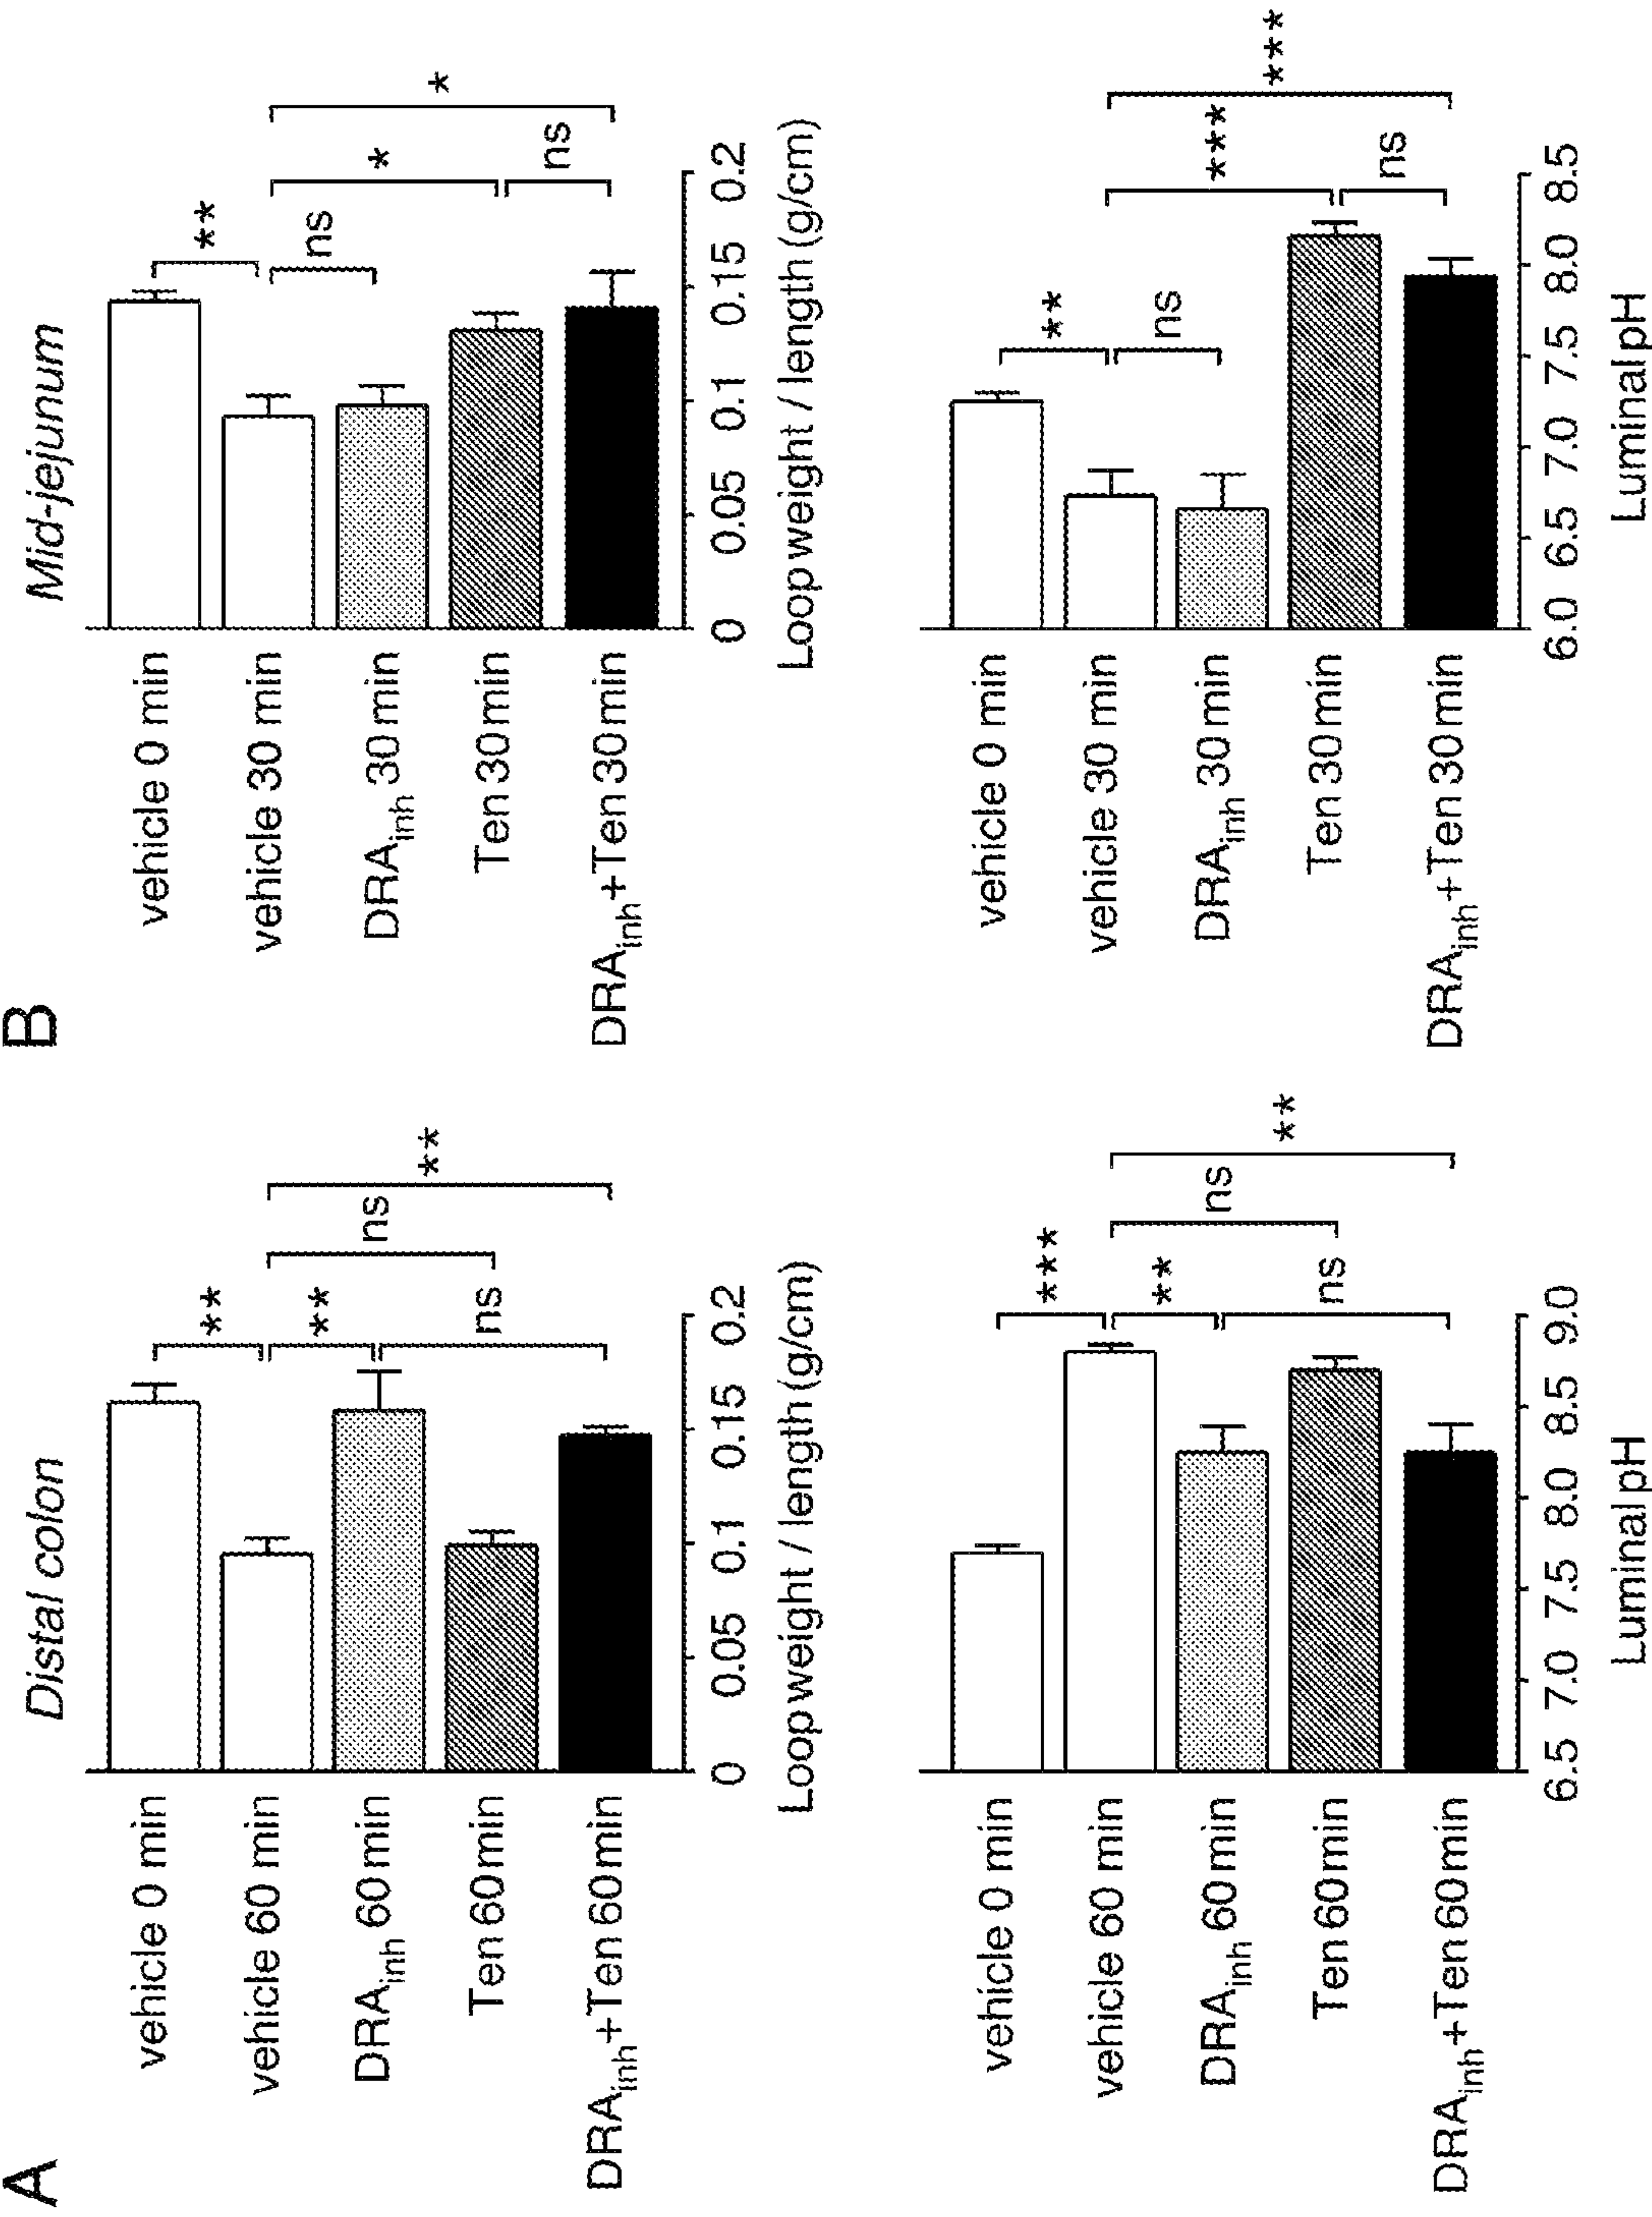 A
Distal colon
vehicle 0 min
vehicle 60 min
DRAinh 60 min
Ten 60 min
DRAinh+Ten 60 min
**
**
ns
ns
**
0 0.05 0.1 0.15 0.2
Loop weight / length (g/cm)
vehicle 0 min
vehicle 60 min
DRAinh 60 min
Ten 60 min
DRAinh+Ten 60 min
***
**
ns
ns
**
6.5 7.0 7.5 8.0 8.5 9.0
Luminal pH
B
Mid-jejunum
vehicle 0 min
vehicle 30 min
DRAinh 30 min
Ten 30 min
DRAinh+Ten 30 min
**
ns
*
ns
*
0 0.05 0.1 0.15 0.2
Loop weight / length (g/cm)
vehicle 0 min
vehicle 30 min
DRAinh 30 min
Ten 30 min
DRAinh+Ten 30 min
**
ns
***
ns
***
6.0 6.5 7.0 7.5 8.0 8.5
Luminal pH